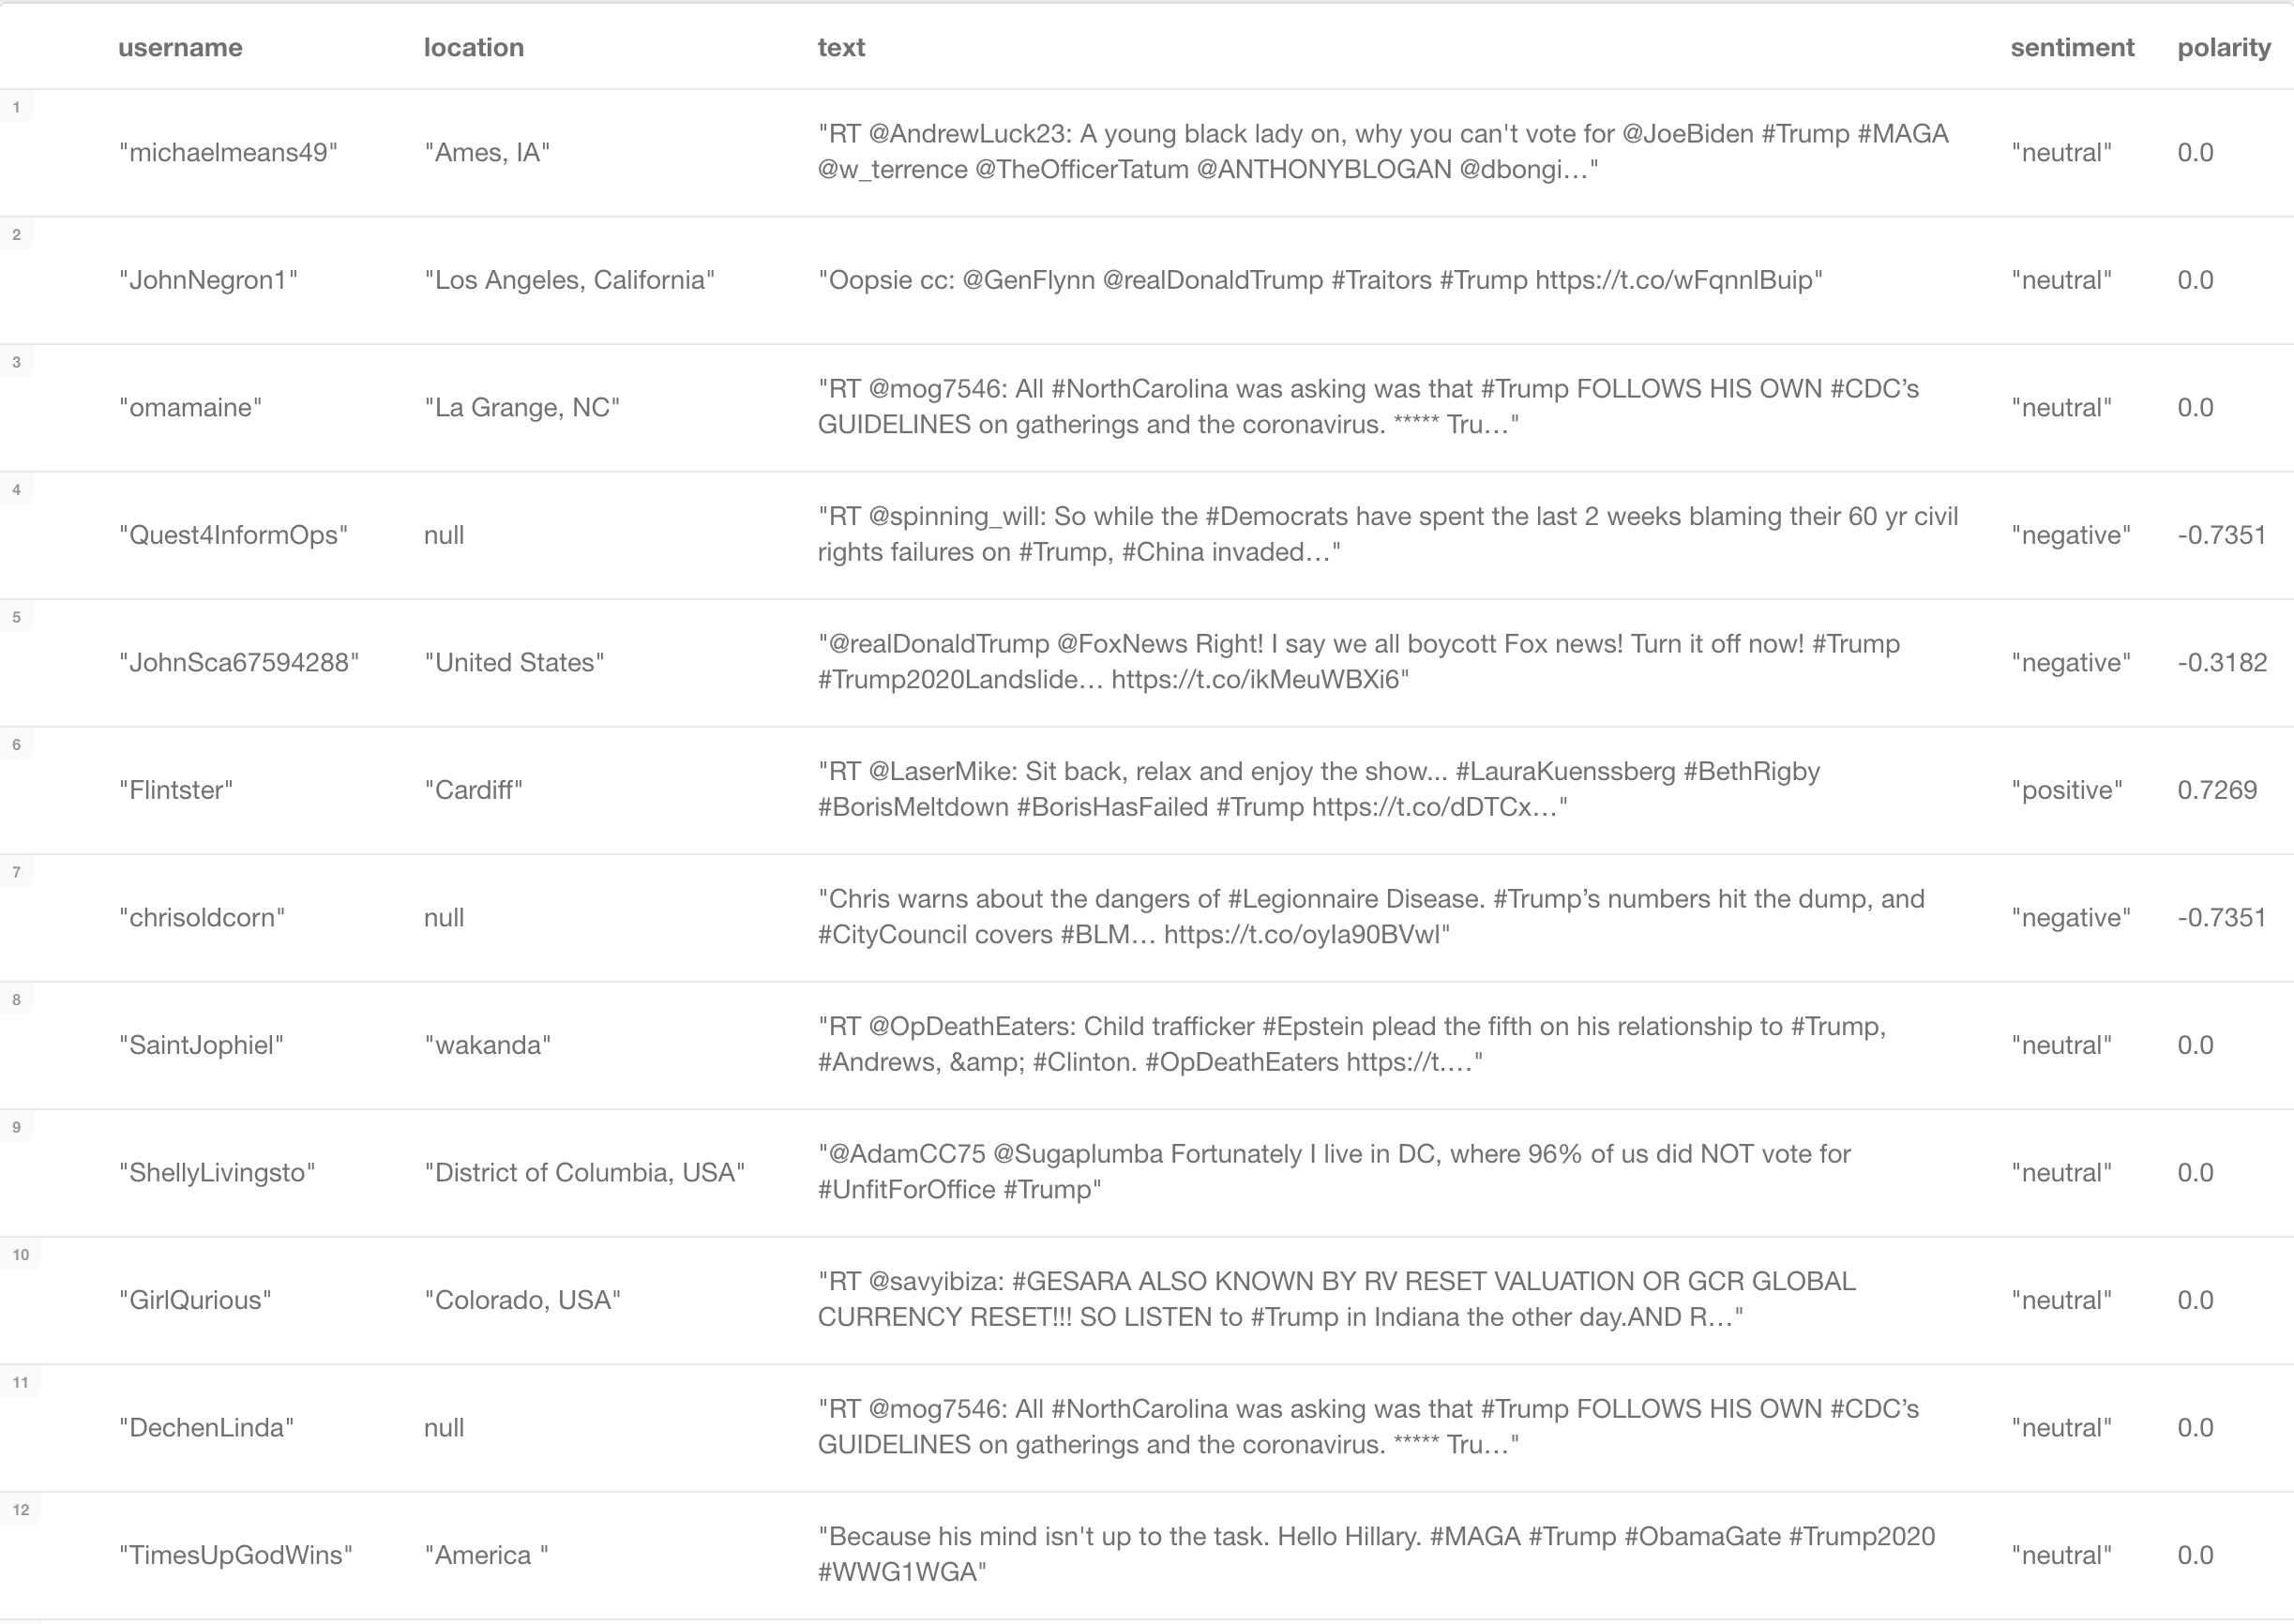 username location text sentiment polarity
1
"michaelmeans49" "Ames, IA" "RT @AndrewLuck23: A young black lady on, why you can't vote for @JoeBiden #Trump #MAGA
@w_terrence @TheOfficerTatum @ANTHONYBLOGAN @dbongi…" "neutral" 0.0
2
"JohnNegron1" "Los Angeles, California" "Oopsie cc: @GenFlynn @realDonaldTrump #Traitors #Trump https://t.co/wFqnnlBuip" "neutral" 0.0
3
"omamaine" "La Grange, NC" "RT @mog7546: All #NorthCarolina was asking was that #Trump FOLLOWS HIS OWN #CDC’s
GUIDELINES on gatherings and the coronavirus. ***** Tru…" "neutral" 0.0
4
"Quest4InformOps" null "RT @spinning_will: So while the #Democrats have spent the last 2 weeks blaming their 60 yr civil
rights failures on #Trump, #China invaded…" "negative" -0.7351
5
"JohnSca67594288" "United States" "@realDonaldTrump @FoxNews Right! I say we all boycott Fox news! Turn it off now! #Trump
#Trump2020Landslide… https://t.co/ikMeuWBXi6" "negative" -0.3182
6
"Flintster" "Cardiff" "RT @LaserMike: Sit back, relax and enjoy the show... #LauraKuenssberg #BethRigby
#BorisMeltdown #BorisHasFailed #Trump https://t.co/dDTCx…" "positive" 0.7269
7
"chrisoldcorn" null "Chris warns about the dangers of #Legionnaire Disease. #Trump’s numbers hit the dump, and
#CityCouncil covers #BLM… https://t.co/oyIa90BVwl" "negative" -0.7351
8
"SaintJophiel" "wakanda" "RT @OpDeathEaters: Child trafficker #Epstein plead the fifth on his relationship to #Trump,
#Andrews, &amp; #Clinton. #OpDeathEaters https://t.…" "neutral" 0.0
9
"ShellyLivingsto" "District of Columbia, USA" "@AdamCC75 @Sugaplumba Fortunately I live in DC, where 96% of us did NOT vote for
#UnfitForOffice #Trump" "neutral" 0.0
10
"GirlQurious" "Colorado, USA" "RT @savyibiza: #GESARA ALSO KNOWN BY RV RESET VALUATION OR GCR GLOBAL
CURRENCY RESET!!! SO LISTEN to #Trump in Indiana the other day.AND R…" "neutral" 0.0
11
"DechenLinda" null "RT @mog7546: All #NorthCarolina was asking was that #Trump FOLLOWS HIS OWN #CDC’s
GUIDELINES on gatherings and the coronavirus. ***** Tru…" "neutral" 0.0
12
"TimesUpGodWins" "America " "Because his mind isn't up to the task. Hello Hillary. #MAGA #Trump #ObamaGate #Trump2020
#WWG1WGA" "neutral" 0.0